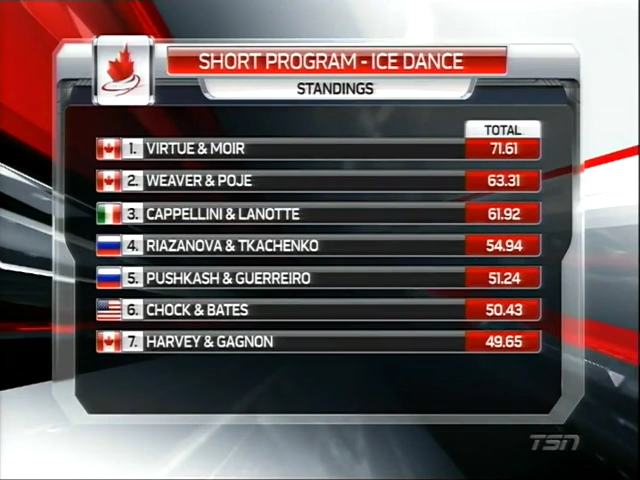 SHORT PROGRAM - ICE DANCE
STANDINGS
TOTAL
1. VIRTUE & MOIR 71.61
2. WEAVER & POJE 63.31
3. CAPPELLINI & LANOTTE 61.92
4. RIAZANOVA & TKACHENKO 54.94
5. PUSHKASH & GUERREIRO 51.24
6. CHOCK & BATES 50.43
7. HARVEY & GAGNON 49.65
TSN